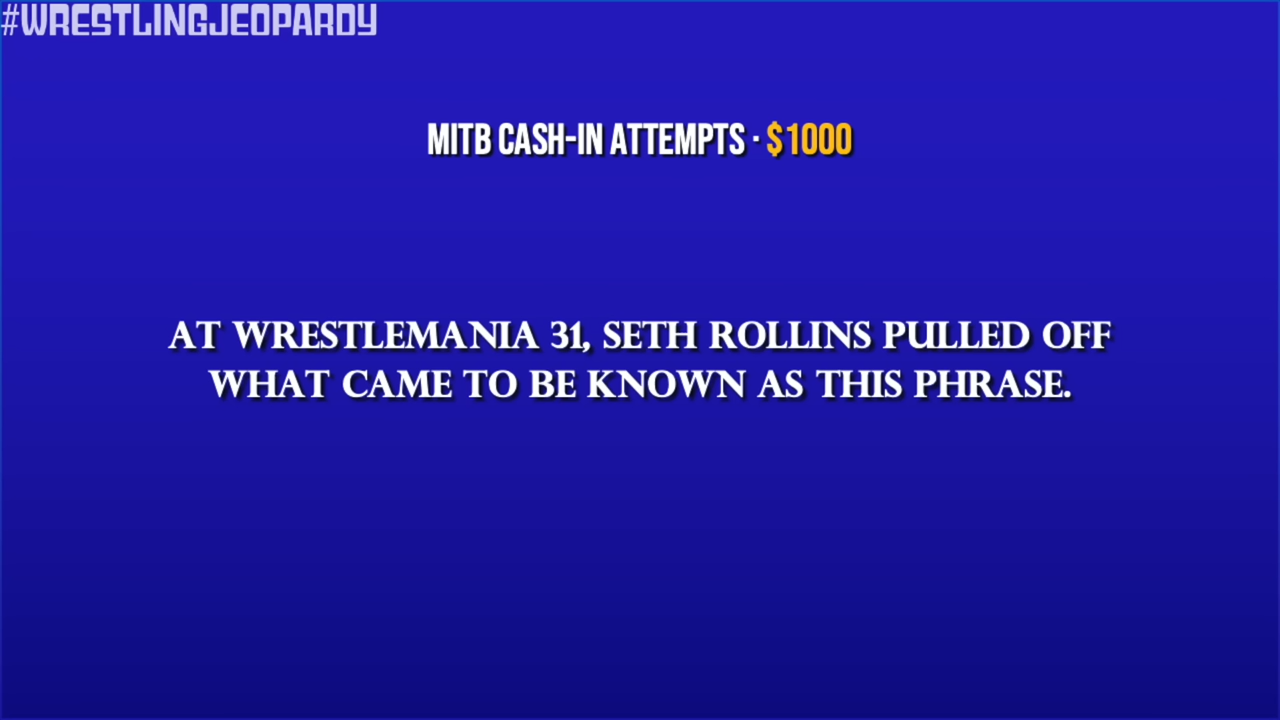 #WRESTLINGJEOPARDY
MITB CASH-IN ATTEMPTS · $1000
AT WRESTLEMANIA 31, SETH ROLLINS PULLED OFF
WHAT CAME TO BE KNOWN AS THIS PHRASE.